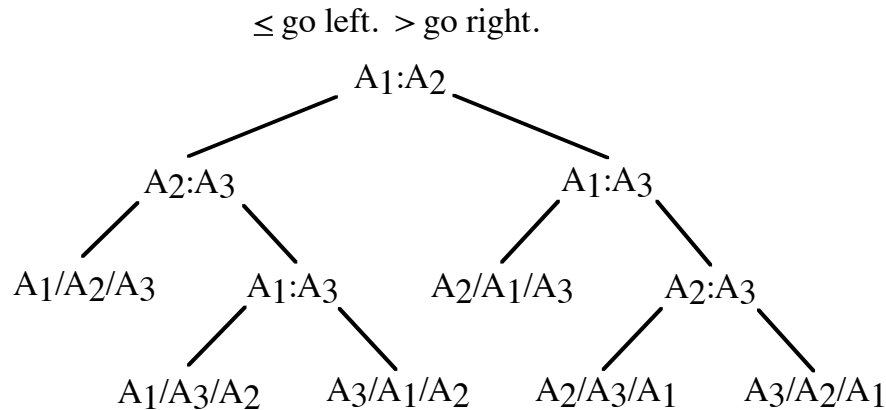 ≤ go left. > go right.
A1:A2
A2:A3 A1:A3
A1/A2/A3 A1:A3 A2/A1/A3 A2:A3
A1/A3/A2 A3/A1/A2 A2/A3/A1 A3/A2/A1